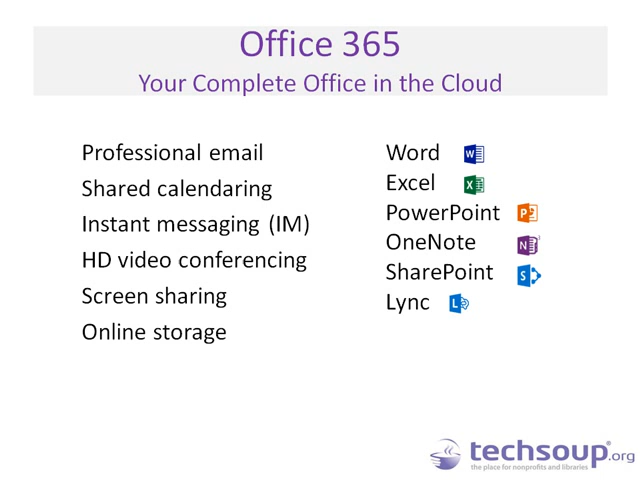 Office 365
Your Complete Office in the Cloud
Professional email
Shared calendaring
Instant messaging (IM)
HD video conferencing
Screen sharing
Online storage
Word
Excel
PowerPoint
OneNote
SharePoint
Lync
techsoup®.org
the place for nonprofits and libraries